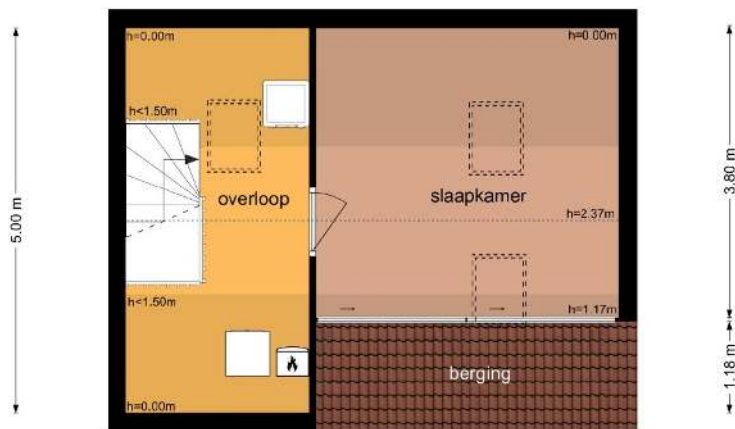 h=0.00m
h=0.00m
h<1.50m
5.00 m
3.80 m
overloop
slaapkamer
h=2.37m
h<1.50m
h=1.17m
berging
1.18 m
h=0.00m